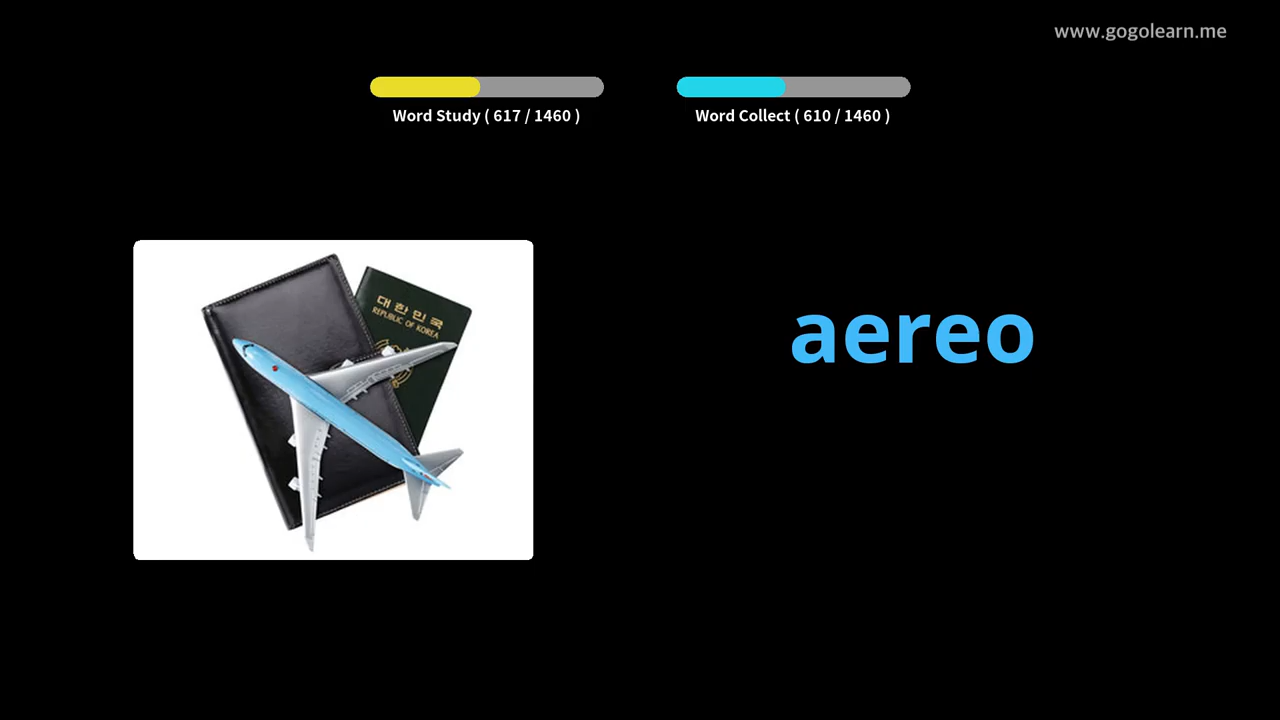 www.gogolearn.me
Word Study ( 617 / 1460 )
Word Collect ( 610 / 1460 )
대한민국
REPUBLIC OF KOREA
aereo